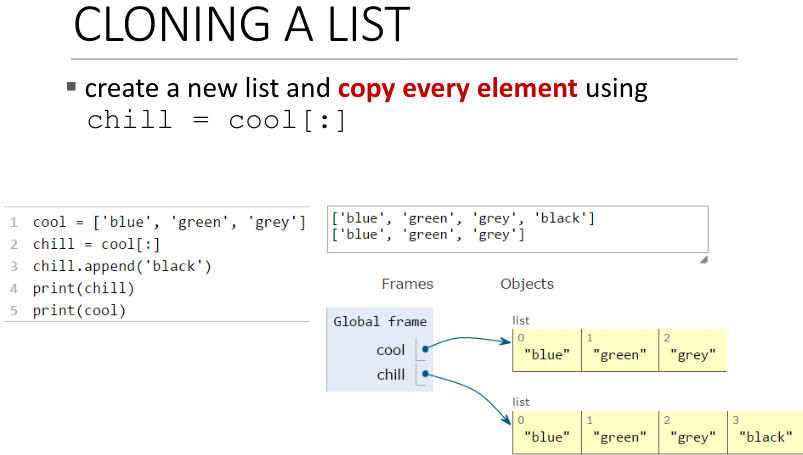 CLONING A LIST
▪ create a new list and copy every element using
chill = cool[:]
1 cool = ['blue', 'green', 'grey']
2 chill = cool[:]
3 chill.append('black')
4 print(chill)
5 print(cool)
['blue', 'green', 'grey', 'black']
['blue', 'green', 'grey']
Frames Objects
Global frame
cool
chill
list
0 1 2
"blue" "green" "grey"
list
0 1 2 3
"blue" "green" "grey" "black"